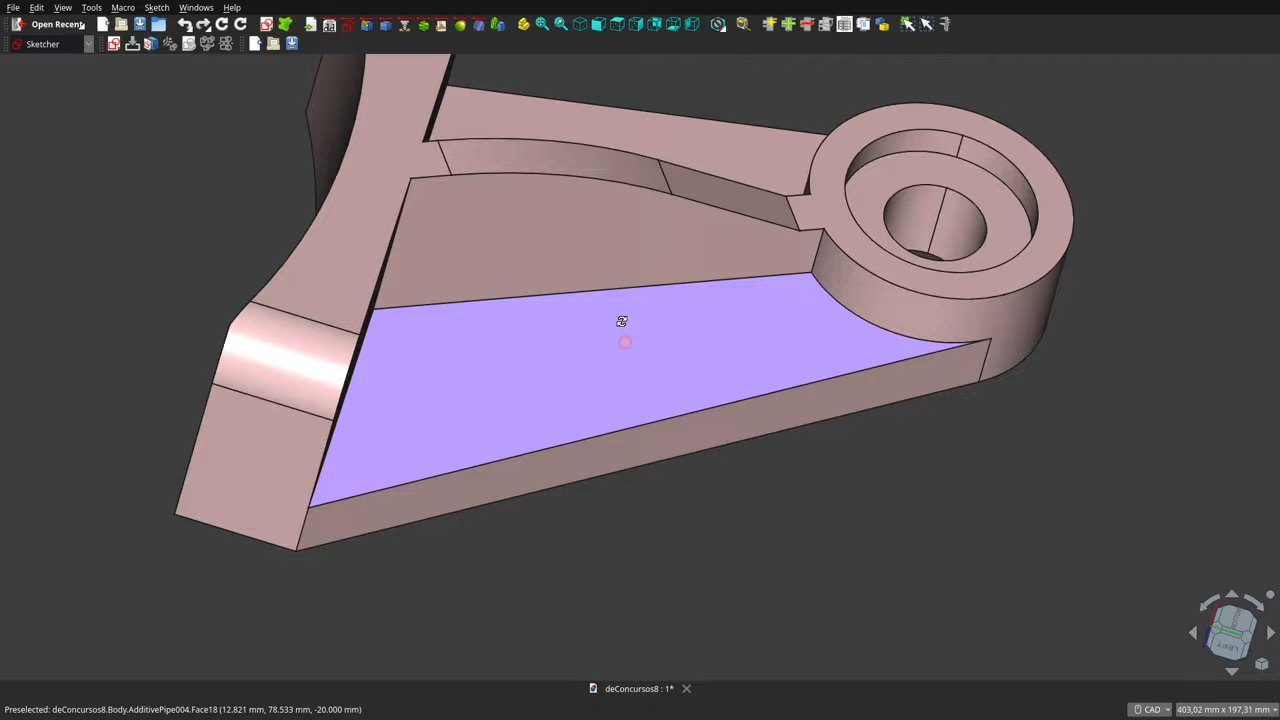 File Edit View Tools Macro Sketch Windows Help
Open Recent
Sketcher
LEFT
deConcursos8 : 1*
Preselected: deConcursos8.Body.AdditivePipe004.Face18 (12.821 mm, 78.533 mm, -20.000 mm)
CAD
403,02 mm x 197,31 mm